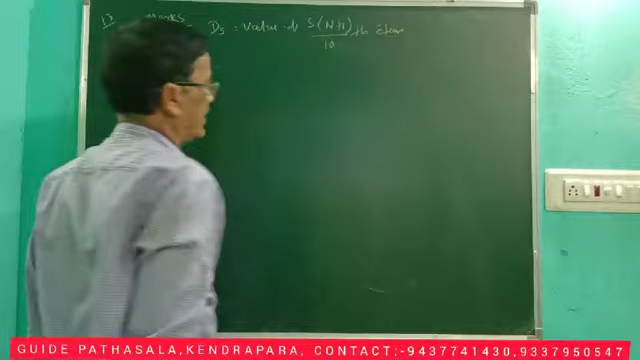 13 Marks D5 = Value of 5(N+1)/10 th item
GUIDE PATHASALA,KENDRAPARA, CONTACT;-9437741430,9337950547